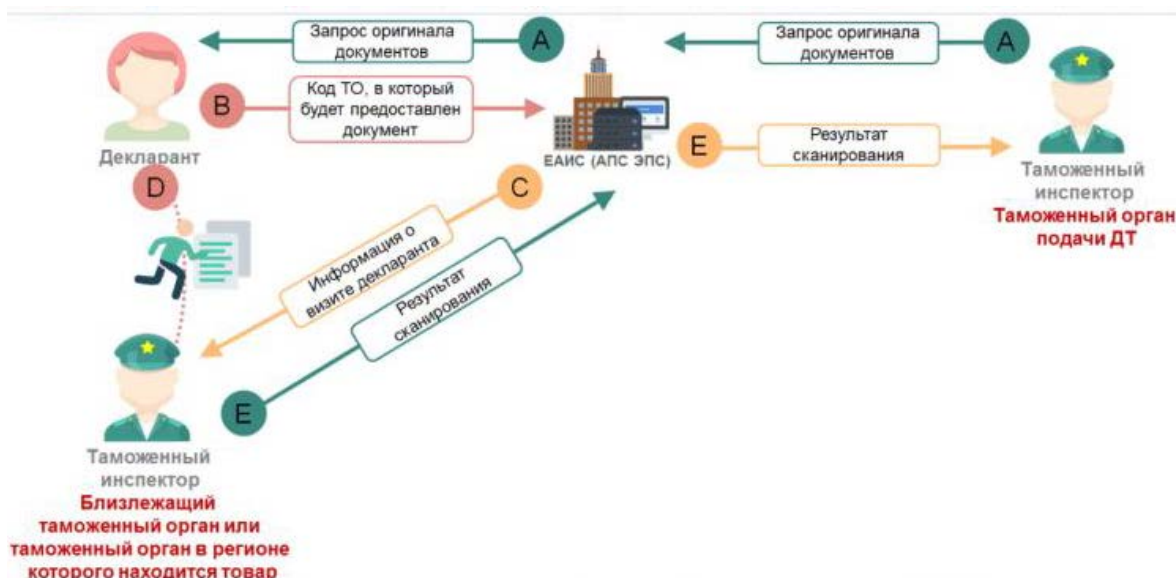 Запрос оригинала
документов
A
Запрос оригинала
документов
A
B
Код ТО, в который
будет предоставлен
документ
Декларант
ЕАИС (АПС ЭПС)
E
Результат
сканирования
Таможенный
инспектор
Таможенный орган
подачи ДТ
D
C
Информация о
визите декларанта
Результат
сканирования
E
Таможенный
инспектор
Близлежащий
таможенный орган или
таможенный орган в регионе
которого находится товар